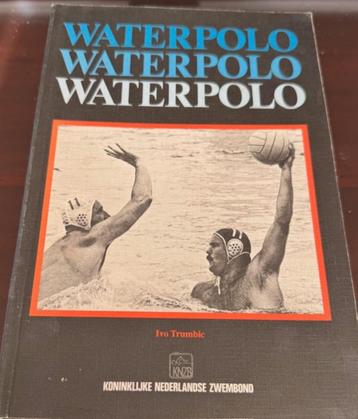 WATERPOLO
WATERPOLO
WATERPOLO
Ivo Trumbic
KNZB
KONINKLIJKE NEDERLANDSE ZWEMBOND